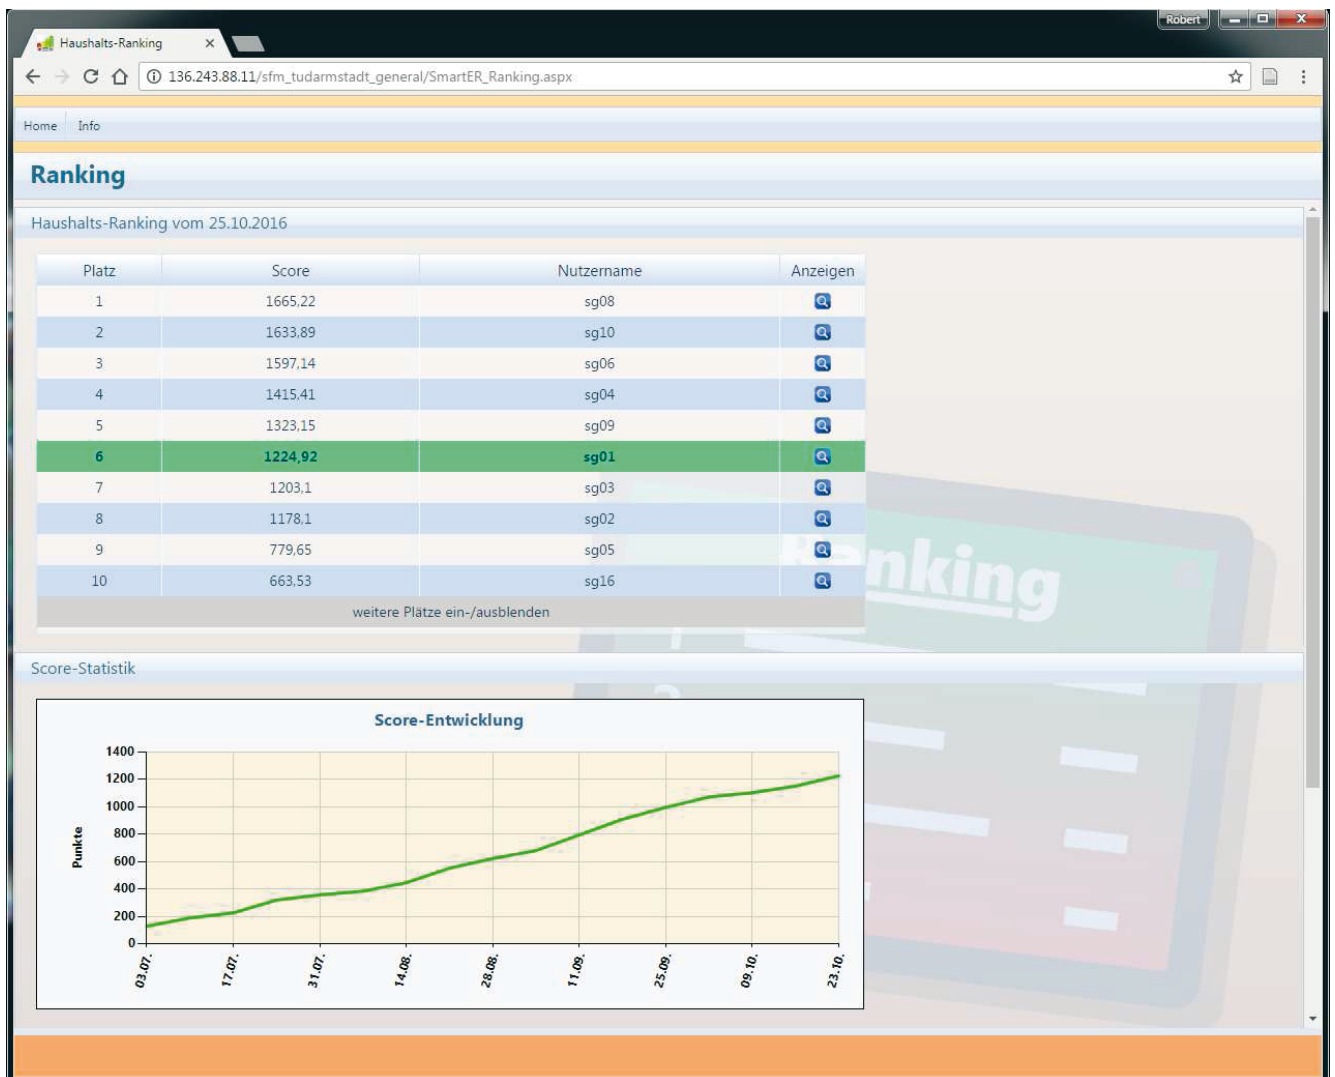 Robert
Haushalts-Ranking
136.243.88.11/sfm_tudarmstadt_general/SmartER_Ranking.aspx
Home Info
Ranking
Haushalts-Ranking vom 25.10.2016
Platz Score Nutzername Anzeigen
1 1665,22 sg08
2 1633,89 sg10
3 1597,14 sg06
4 1415,41 sg04
5 1323,15 sg09
6 1224,92 sg01
7 1203,1 sg03
8 1178,1 sg02
9 779,65 sg05
10 663,53 sg16
weitere Plätze ein-/ausblenden
Ranking
1
2
Score-Statistik
Score-Entwicklung
Punkte
1400
1200
1000
800
600
400
200
0
03.07. 17.07. 31.07. 14.08. 28.08. 11.09. 25.09. 09.10. 23.10.